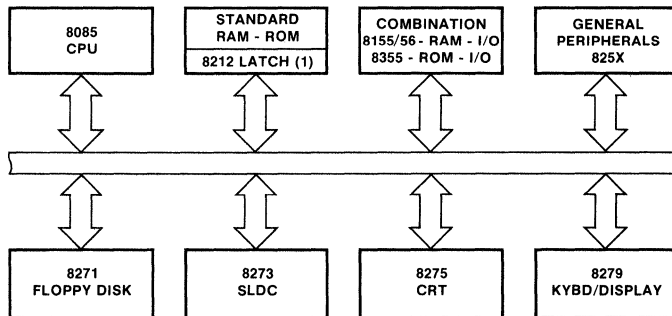 8085
CPU
STANDARD
RAM - ROM
8212 LATCH (1)
COMBINATION
8155/56 - RAM - I/O
8355 - ROM - I/O
GENERAL
PERIPHERALS
825X
8271
FLOPPY DISK
8273
SLDC
8275
CRT
8279
KYBD/DISPLAY